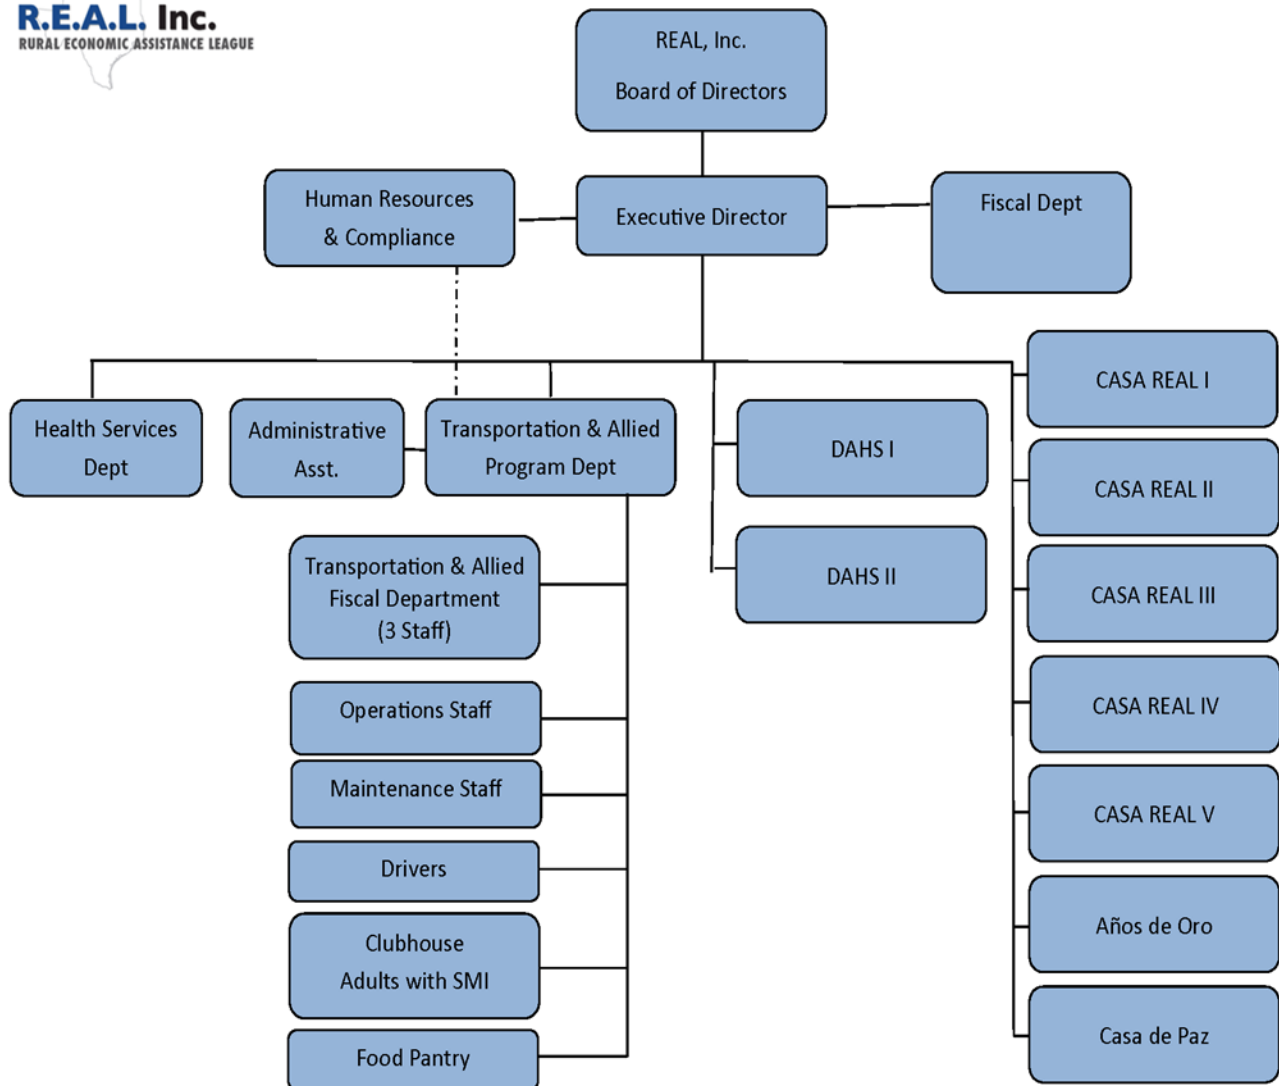 R.E.A.L. Inc.
RURAL ECONOMIC ASSISTANCE LEAGUE
REAL, Inc.
Board of Directors
Human Resources
& Compliance
Executive Director
Fiscal Dept
Health Services
Dept
Administrative
Asst.
Transportation & Allied
Program Dept
Transportation & Allied
Fiscal Department
(3 Staff)
Operations Staff
Maintenance Staff
Drivers
Clubhouse
Adults with SMI
Food Pantry
DAHS I
DAHS II
CASA REAL I
CASA REAL II
CASA REAL III
CASA REAL IV
CASA REAL V
Años de Oro
Casa de Paz